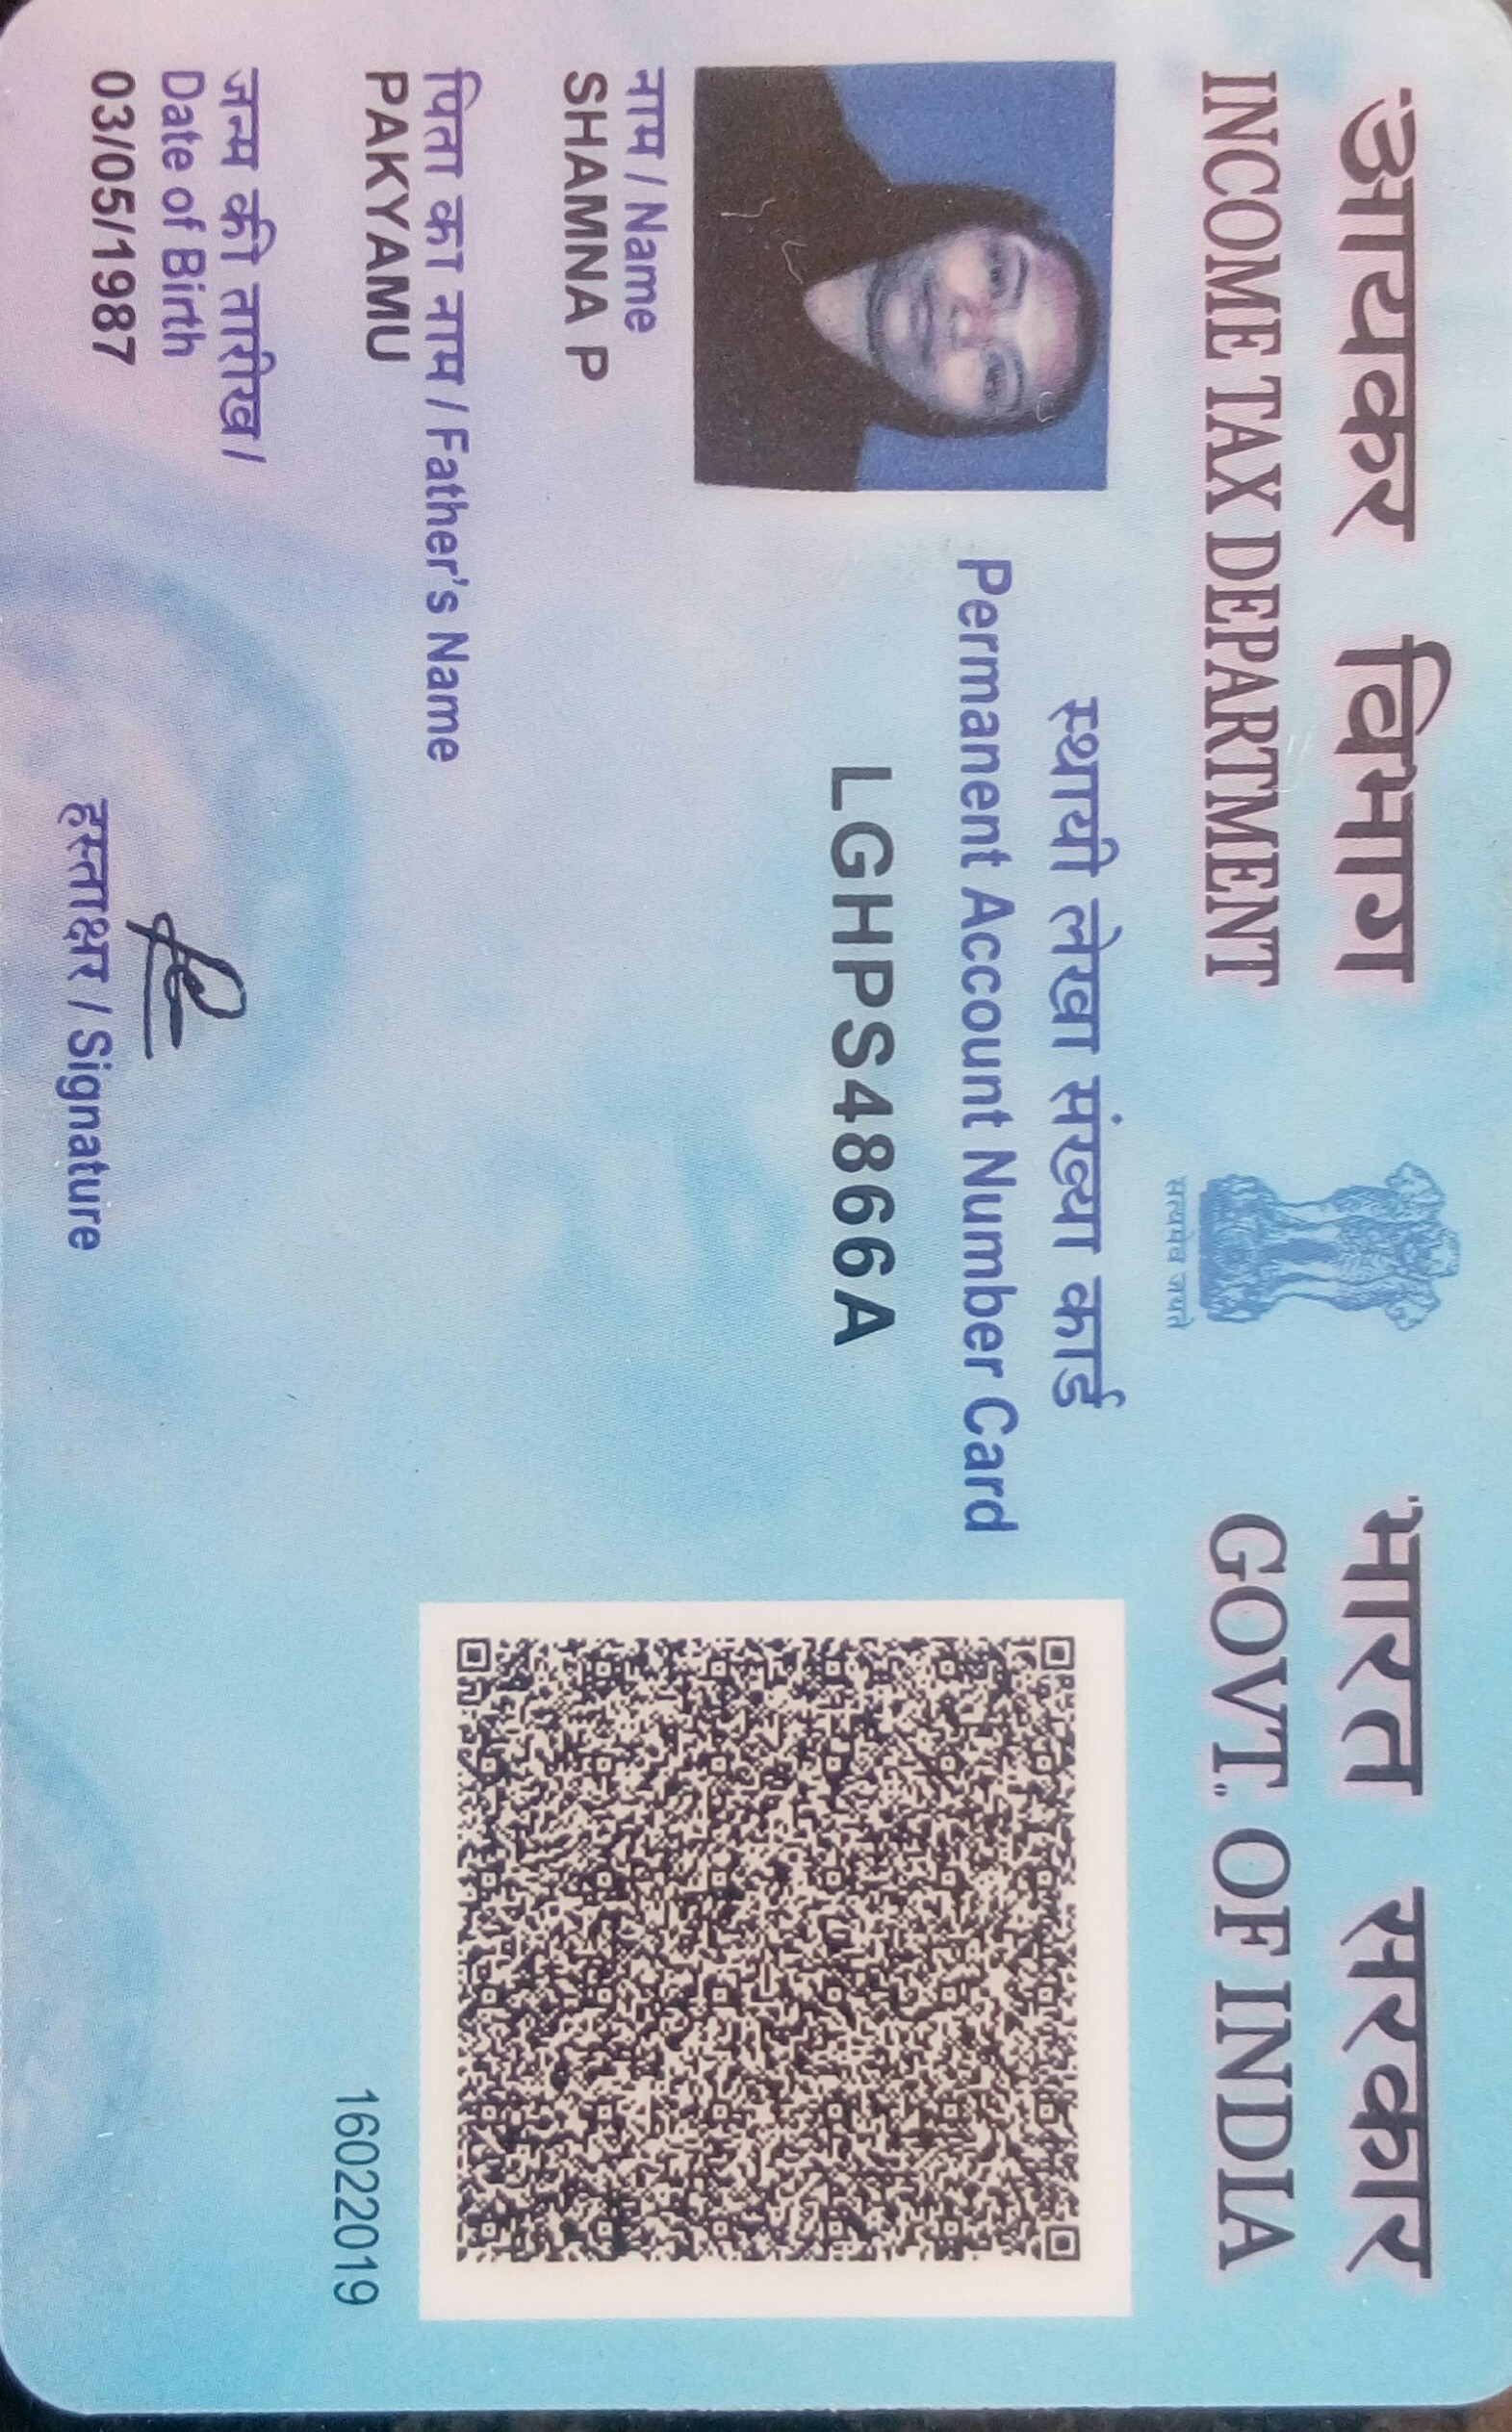 आयकर विभाग
INCOME TAX DEPARTMENT
सत्यमेव जयते
भारत सरकार
GOVT. OF INDIA
स्थायी लेखा संख्या कार्ड
Permanent Account Number Card
LGHPS4866A
नाम / Name
SHAMNA P
पिता का नाम / Father's Name
PAKYAMU
जन्म की तारीख /
Date of Birth
03/05/1987
हस्ताक्षर / Signature
16022019